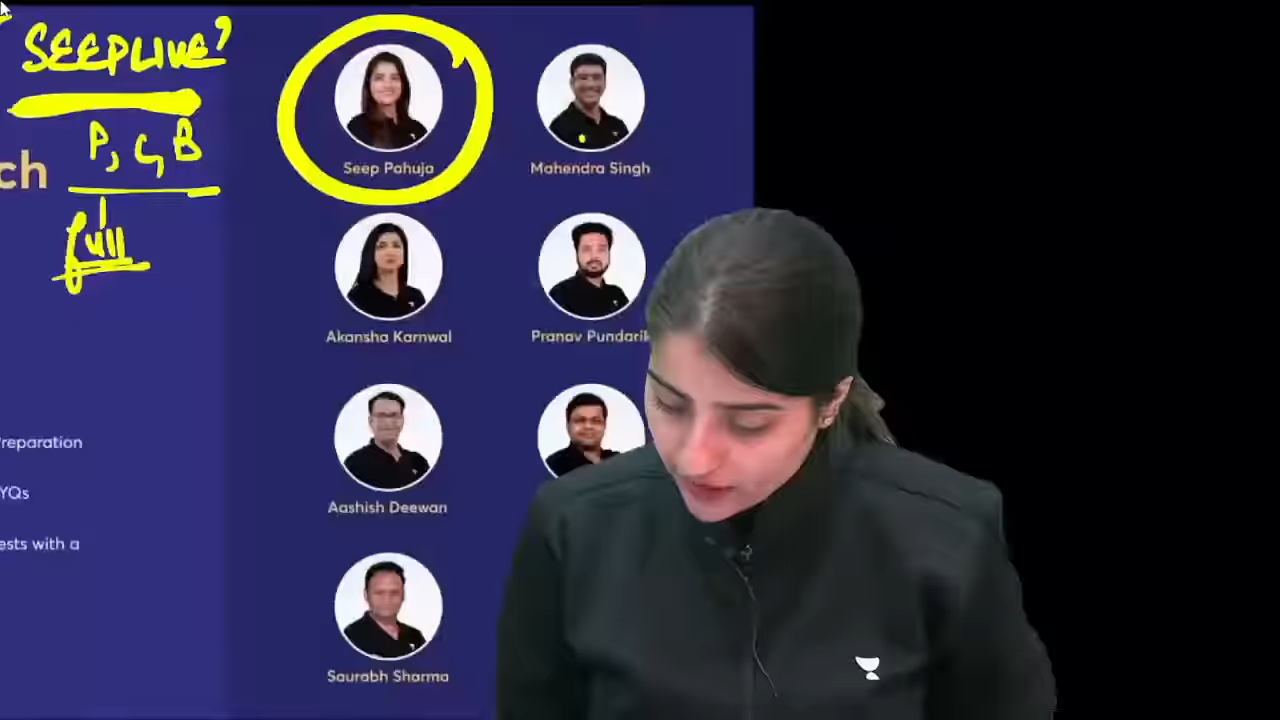 SEEPLIVE?
P, C, B
full
ch
Seep Pahuja
Mahendra Singh
Akansha Karnwal
Pranav Pundarik
Aashish Deewan
Saurabh Sharma
reparation
YQs
ests with a